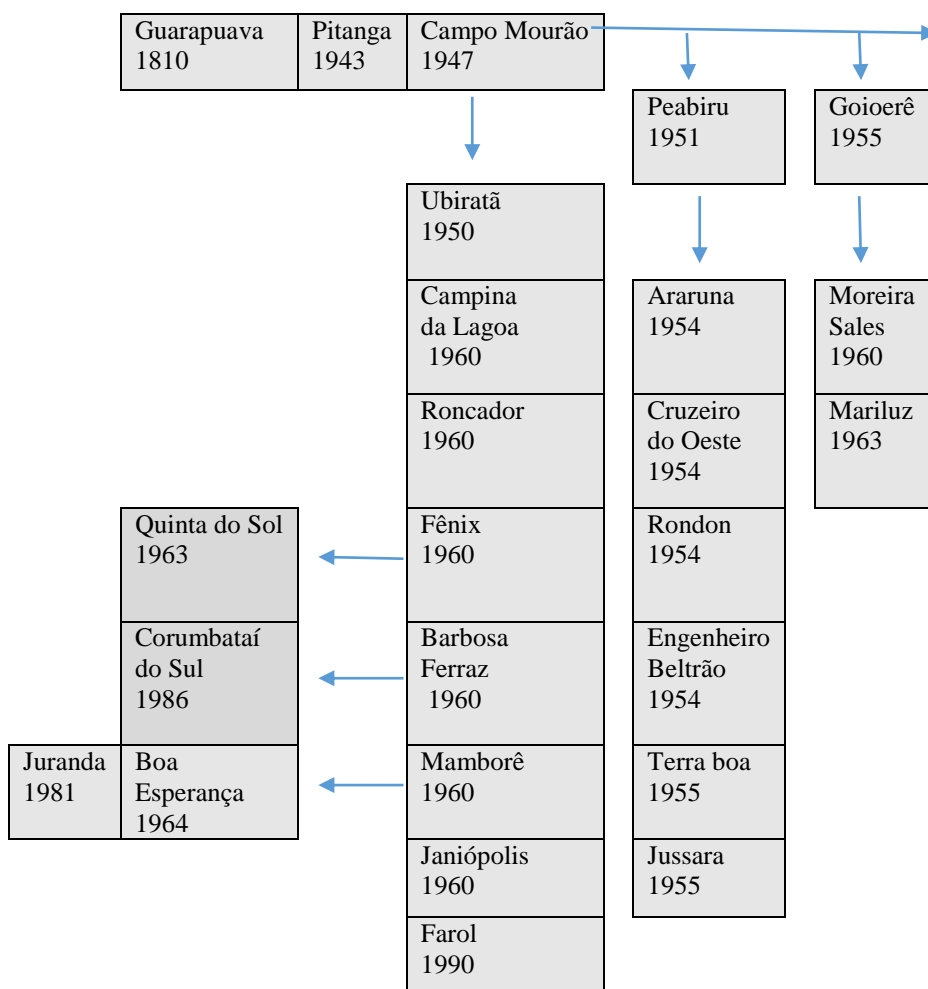 Guarapuava
1810
Pitanga
1943
Campo Mourão
1947
Peabiru
1951
Goioerê
1955
Ubiratã
1950
Campina
da Lagoa
1960
Araruna
1954
Moreira
Sales
1960
Roncador
1960
Cruzeiro
do Oeste
1954
Mariluz
1963
Quinta do Sol
1963
Fênix
1960
Rondon
1954
Corumbataí
do Sul
1986
Barbosa
Ferraz
1960
Engenheiro
Beltrão
1954
Juranda
1981
Boa
Esperança
1964
Mamborê
1960
Terra boa
1955
Janiópolis
1960
Jussara
1955
Farol
1990